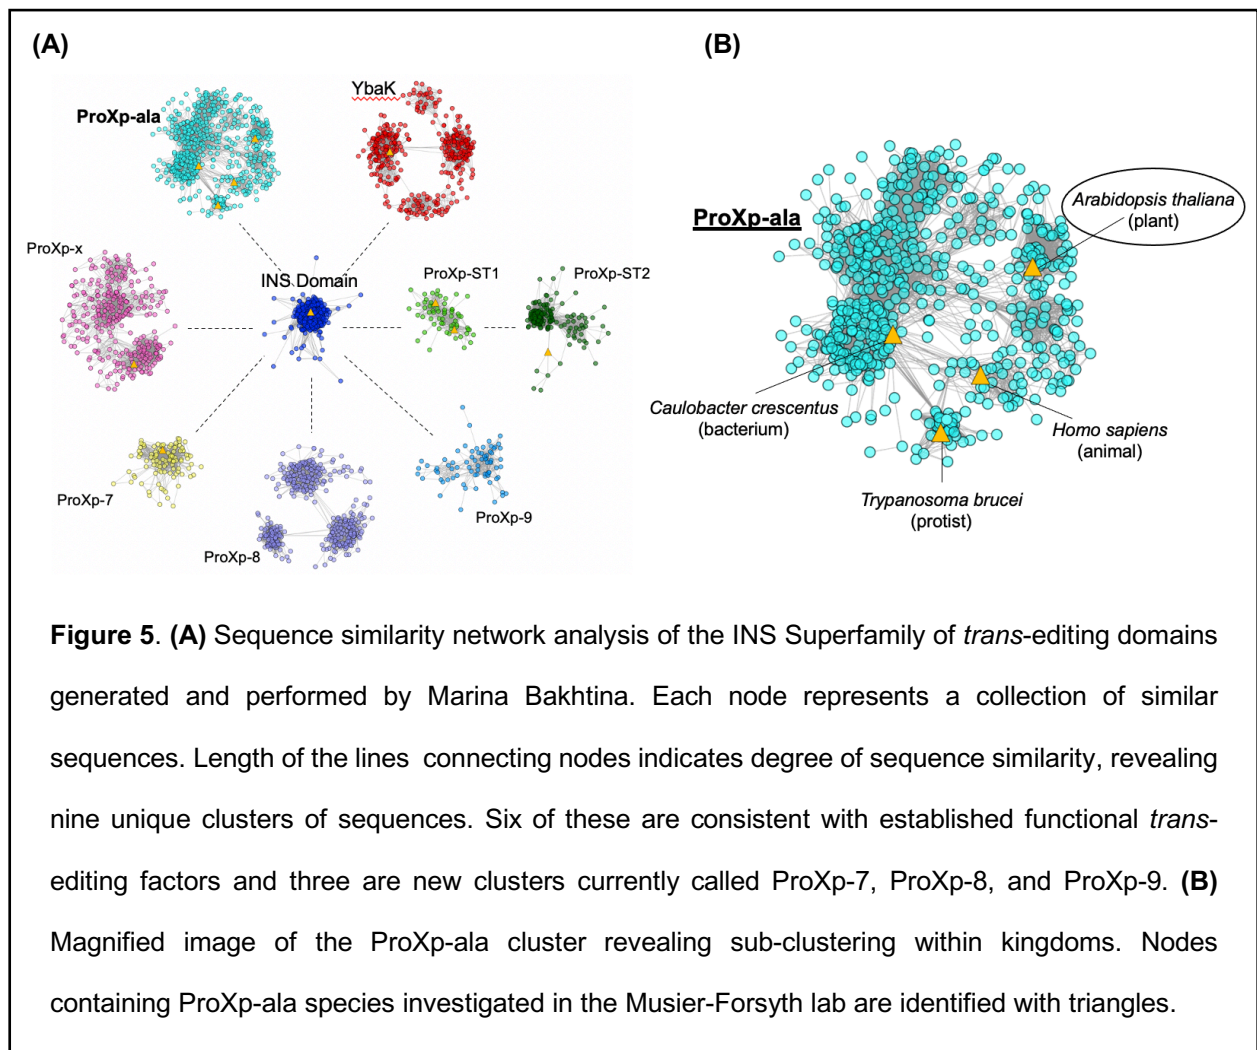 (A)
(B)
YbaK
ProXp-ala
ProXp-x
INS Domain
ProXp-ST1
ProXp-ST2
ProXp-7
ProXp-8
ProXp-9
Arabidopsis thaliana
(plant)
ProXp-ala
Caulobacter crescentus
(bacterium)
Homo sapiens
(animal)
Trypanosoma brucei
(protist)
Figure 5. (A) Sequence similarity network analysis of the INS Superfamily of trans-editing domains
generated and performed by Marina Bakhtina. Each node represents a collection of similar
sequences. Length of the lines connecting nodes indicates degree of sequence similarity, revealing
nine unique clusters of sequences. Six of these are consistent with established functional trans-
editing factors and three are new clusters currently called ProXp-7, ProXp-8, and ProXp-9. (B)
Magnified image of the ProXp-ala cluster revealing sub-clustering within kingdoms. Nodes
containing ProXp-ala species investigated in the Musier-Forsyth lab are identified with triangles.